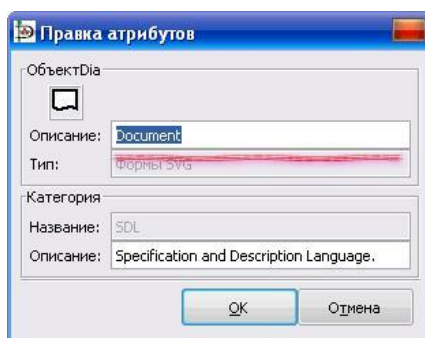 Правка атрибутов
ОбъектDia
Описание: Document
Тип: Формы SVG
Категория
Название: SDL
Описание: Specification and Description Language.
OK Отмена